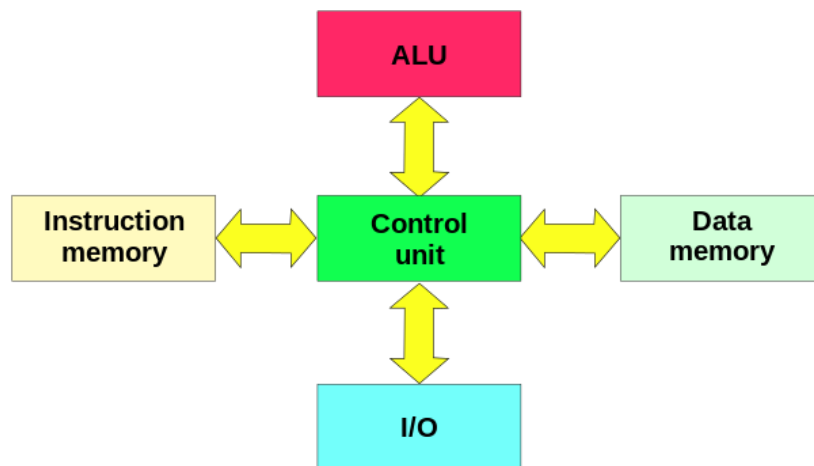 ALU
Instruction
memory
Control
unit
Data
memory
I/O